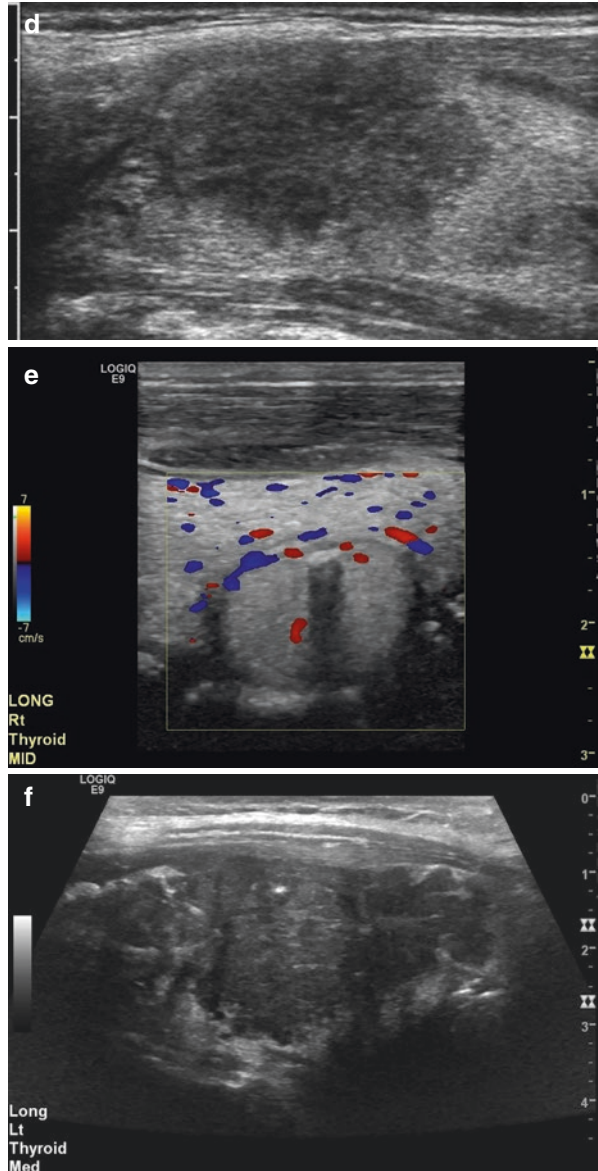 d
e
LOGIQ
E9
7
-7
cm/s
1
2
3
LONG
Rt
Thyroid
MID
f
LOGIQ
E9
0
1
2
3
4
Long
Lt
Thyroid
Med